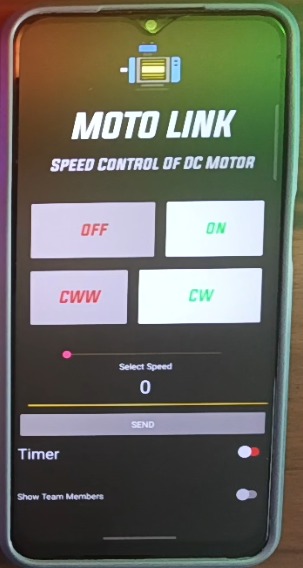 MOTO LINK
SPEED CONTROL OF DC MOTOR
OFF ON
CWW CW
Select Speed
0
SEND
Timer
Show Team Members